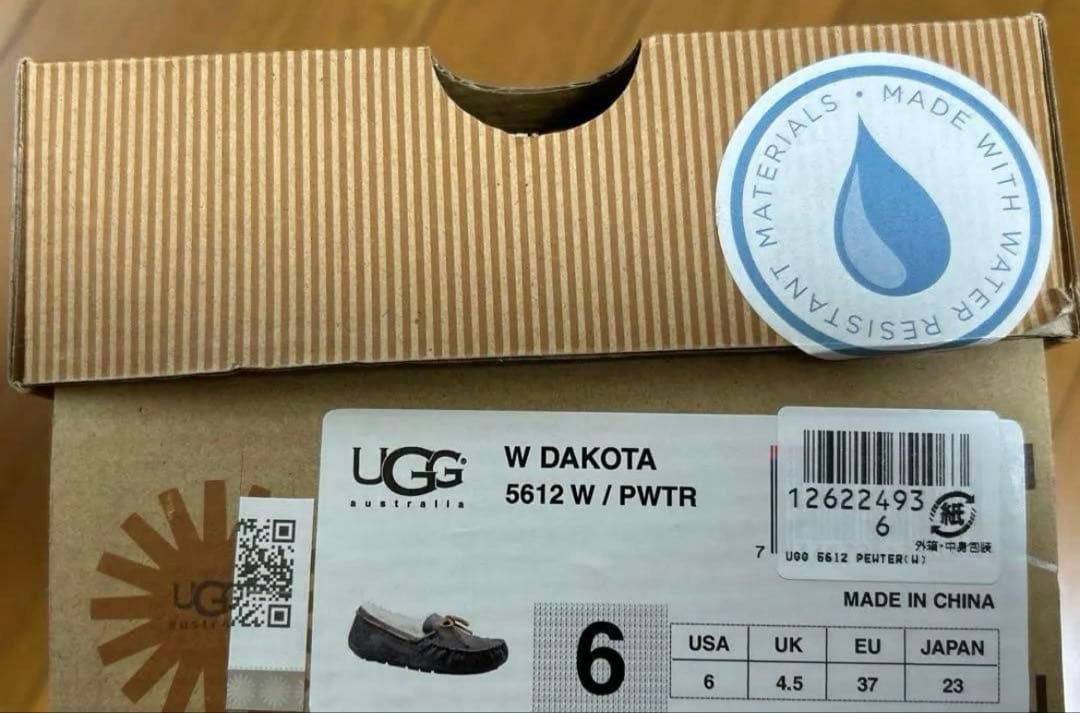 MADE WITH WATER RESISTANT MATERIALS •
UGG
australia
W DAKOTA
5612 W / PWTR
12622493
6
紙
外箱・中身包装
UGG 5612 PEWTER(W)
7
MADE IN CHINA
UGG
6
USA UK EU JAPAN
6 4.5 37 23